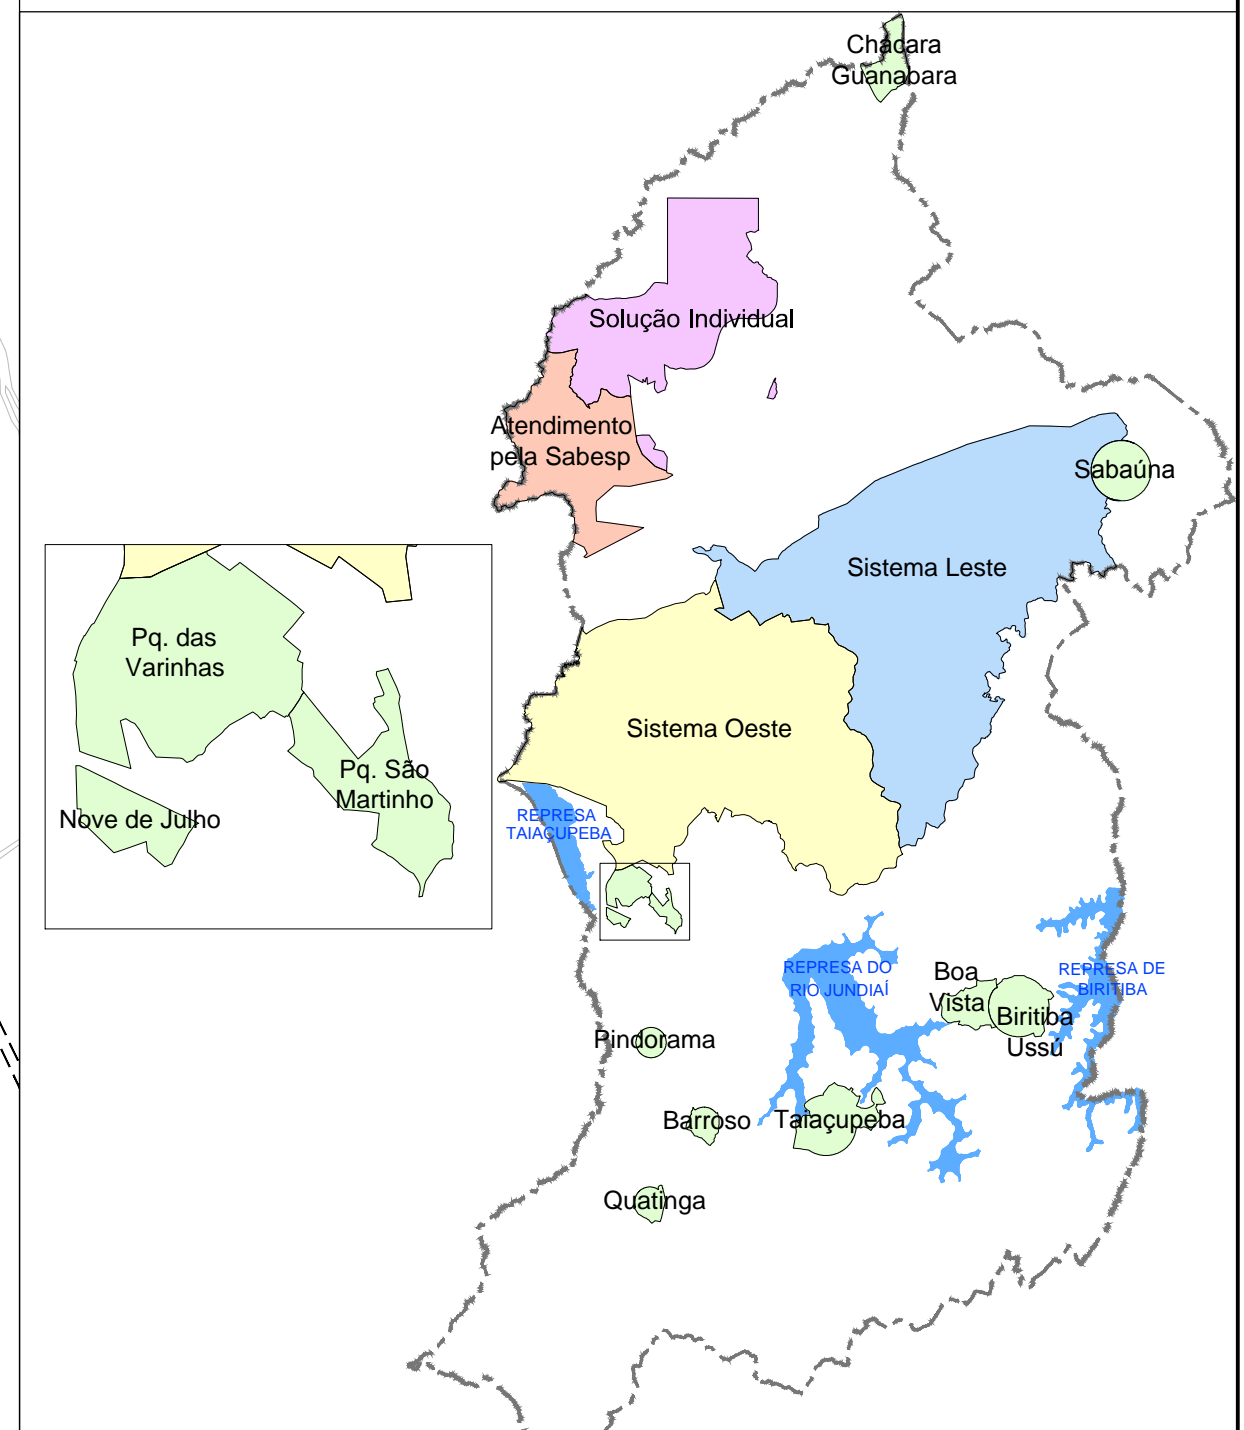 Chácara
Guanabara
Solução Individual
Atendimento
pela Sabesp
Sabaúna
Sistema Leste
Pq. das
Varinhas
Sistema Oeste
Pq. São
Martinho
Nove de Julho
REPRESA
TAIAÇUPEBA
REPRESA DO
RIO JUNDIAÍ
Boa
Vista
REPRESA DE
BIRITIBA
Biritiba
Ussú
Pindorama
Barroso
Taiaçupeba
Quatinga